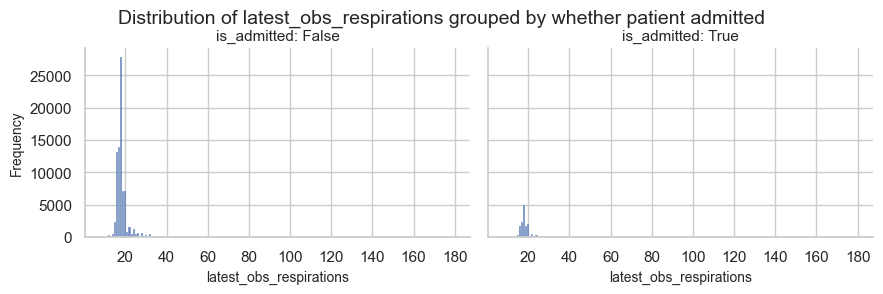 Distribution of latest_obs_respirations grouped by whether patient admitted
is_admitted: False
is_admitted: True
Frequency
25000
20000
15000
10000
5000
0
20 40 60 80 100 120 140 160 180
20 40 60 80 100 120 140 160 180
latest_obs_respirations
latest_obs_respirations